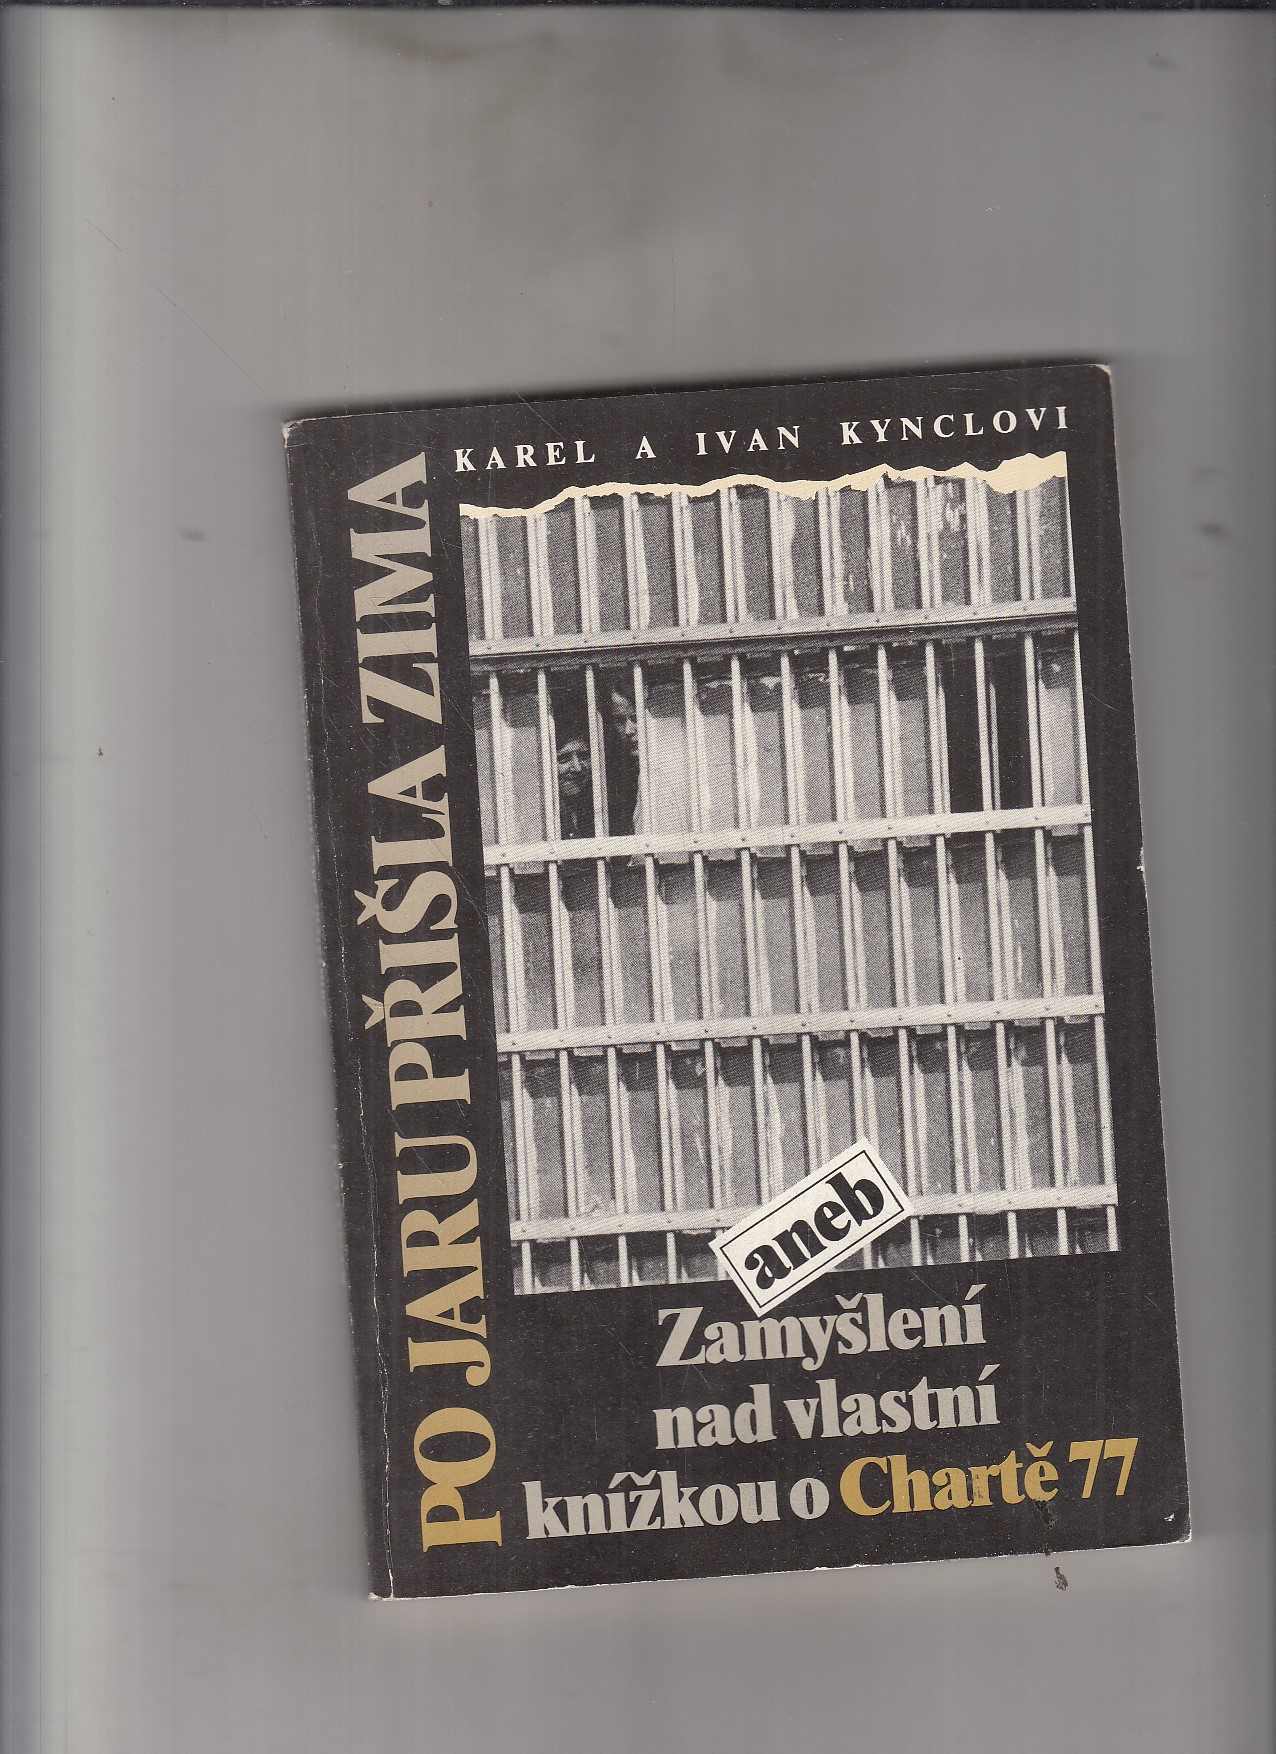 KAREL A IVAN KYNCLOVI
PO JARU PŘIŠLA ZIMA
aneb
Zamyšlení
nad vlastní
knížkou o Chartě 77